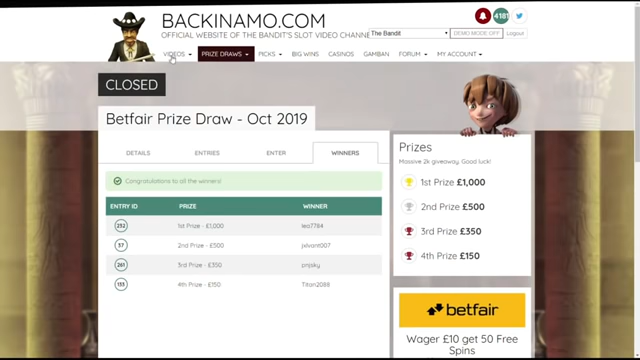 BACKINAMO.COM
OFFICIAL WEBSITE OF THE BANDIT'S SLOT VIDEO CHANNE
The Bandit
DEMO MODE OFF
Logout
4181
VIDEOS
PRIZE DRAWS
PICKS
BIG WINS
CASINOS
GAMBAN
FORUM
MY ACCOUNT
CLOSED
Betfair Prize Draw - Oct 2019
DETAILS
ENTRIES
ENTER
WINNERS
Congratulations to all the winners!
ENTRY ID PRIZE WINNER
232 1st Prize - £1,000 leo7784
37 2nd Prize - £500
261 3rd Prize - £350 pnjsky
133 4th Prize - £150 Titan2088
Prizes
Massive 2k giveaway. Good luck!
1st Prize £1,000
2nd Prize £500
3rd Prize £350
4th Prize £150
betfair
Wager £10 get 50 Free
Spins